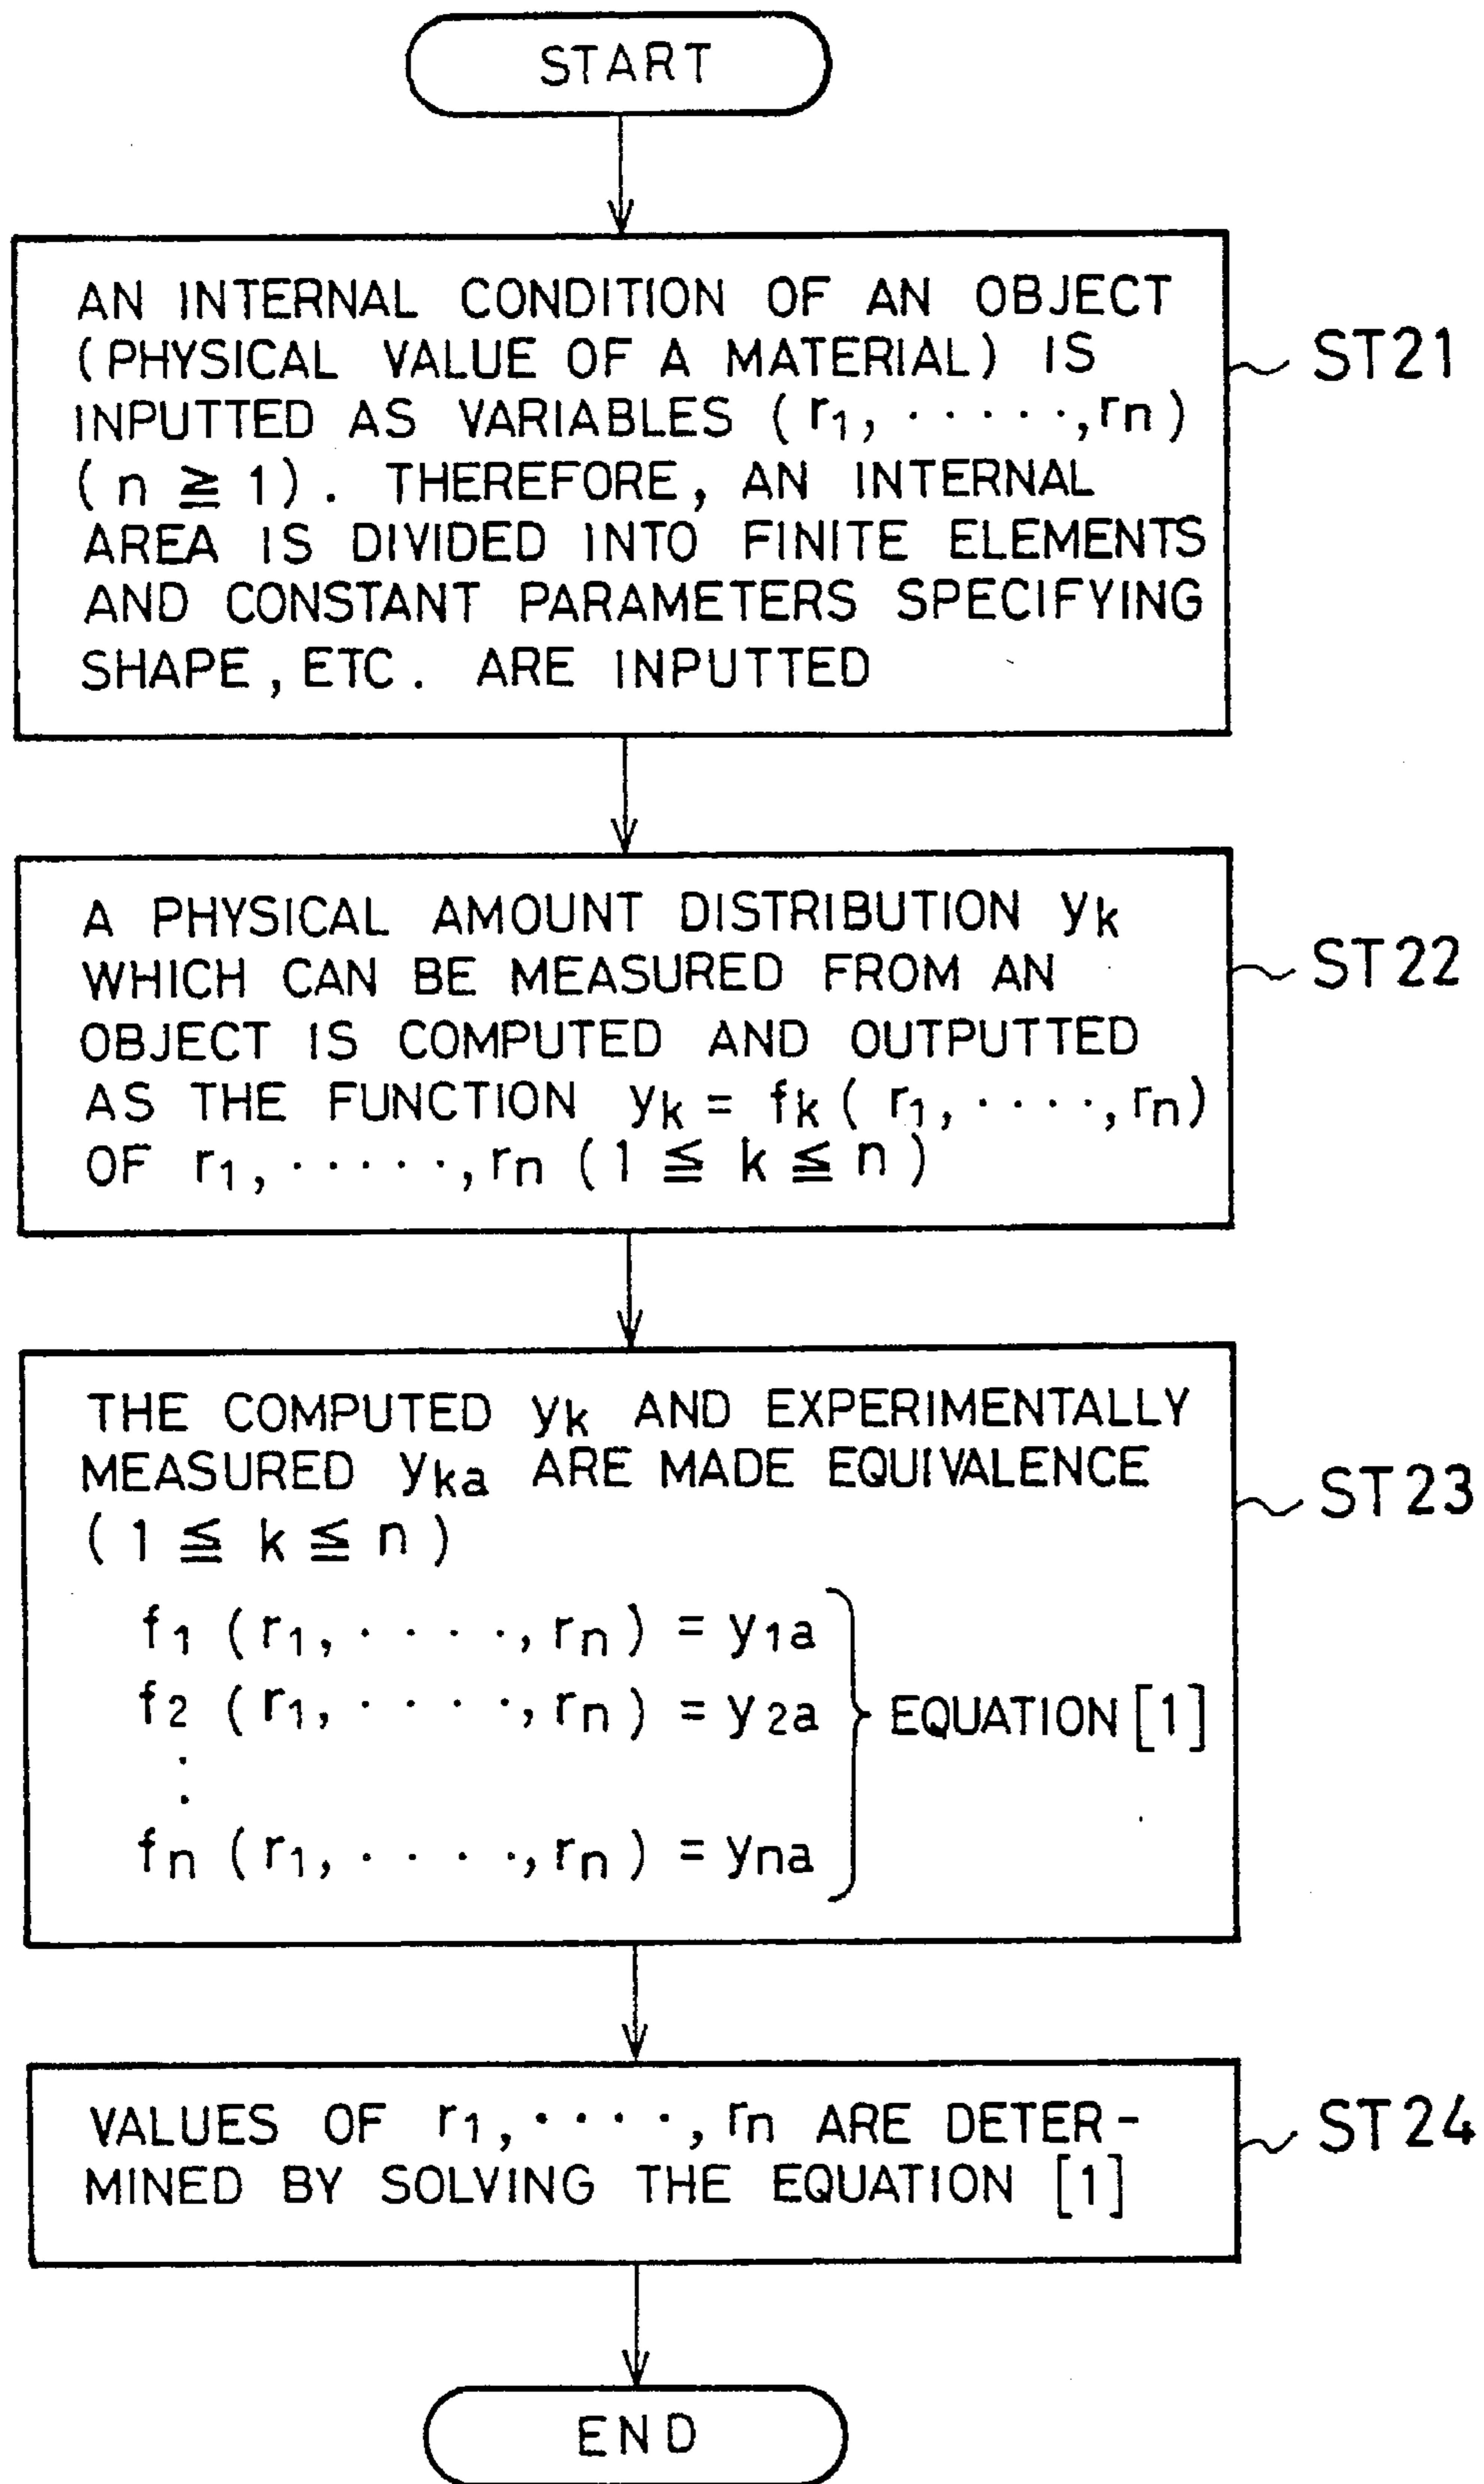 START
AN INTERNAL CONDITION OF AN OBJECT
(PHYSICAL VALUE OF A MATERIAL) IS
INPUTTED AS VARIABLES (r1, ·····, rn)
(n ≧ 1). THEREFORE, AN INTERNAL
AREA IS DIVIDED INTO FINITE ELEMENTS
AND CONSTANT PARAMETERS SPECIFYING
SHAPE, ETC. ARE INPUTTED
ST21
A PHYSICAL AMOUNT DISTRIBUTION yk
WHICH CAN BE MEASURED FROM AN
OBJECT IS COMPUTED AND OUTPUTTED
AS THE FUNCTION yk = fk (r1, ····, rn)
OF r1, ·····, rn (1 ≦ k ≦ n)
ST22
THE COMPUTED yk AND EXPERIMENTALLY
MEASURED yka ARE MADE EQUIVALENCE
(1 ≦ k ≦ n)
f1 (r1, ····, rn) = y1a
f2 (r1, ····, rn) = y2a
·
·
fn (r1, ····, rn) = yna
EQUATION [1]
ST23
VALUES OF r1, ····, rn ARE DETER-
MINED BY SOLVING THE EQUATION [1]
ST24
END